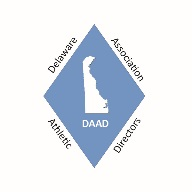 Delaware
Association
DAAD
Athletic
Directors